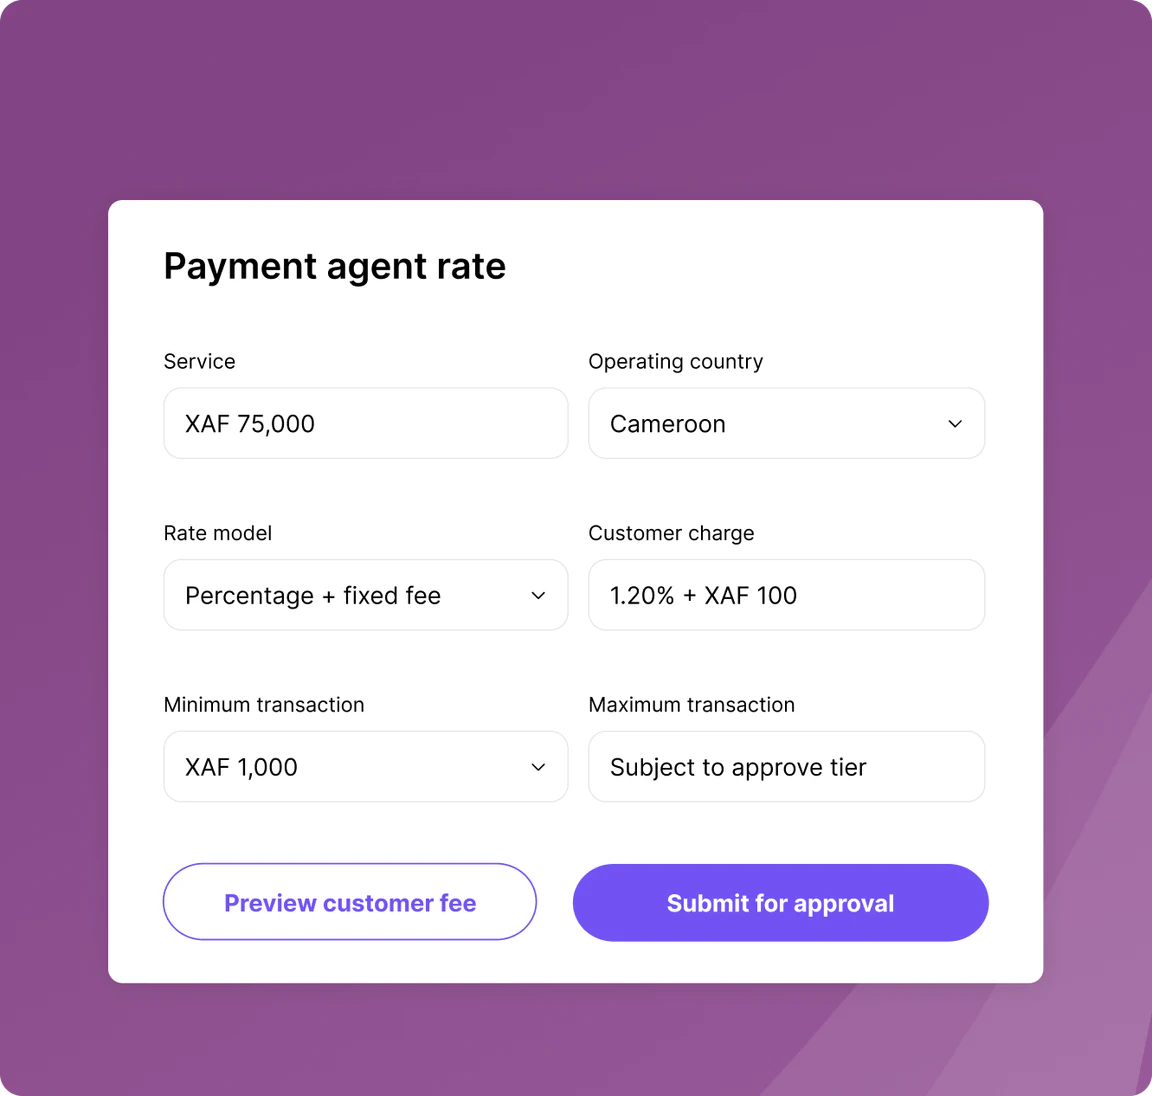 Payment agent rate
Service
Operating country
XAF 75,000
Cameroon
Rate model
Customer charge
Percentage + fixed fee
1.20% + XAF 100
Minimum transaction
Maximum transaction
XAF 1,000
Subject to approve tier
Preview customer fee
Submit for approval